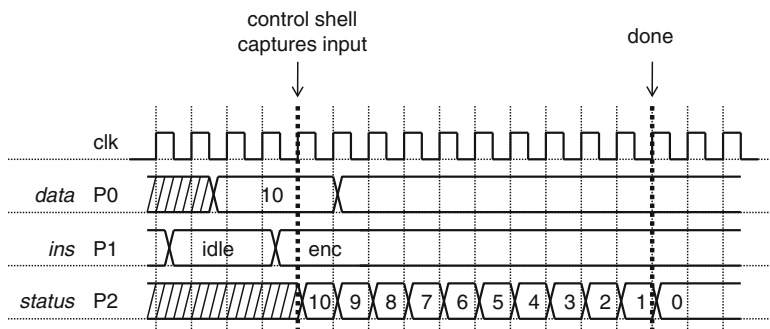 control shell
captures input
done
clk
data P0 10
ins P1 idle enc
status P2 10 9 8 7 6 5 4 3 2 1 0